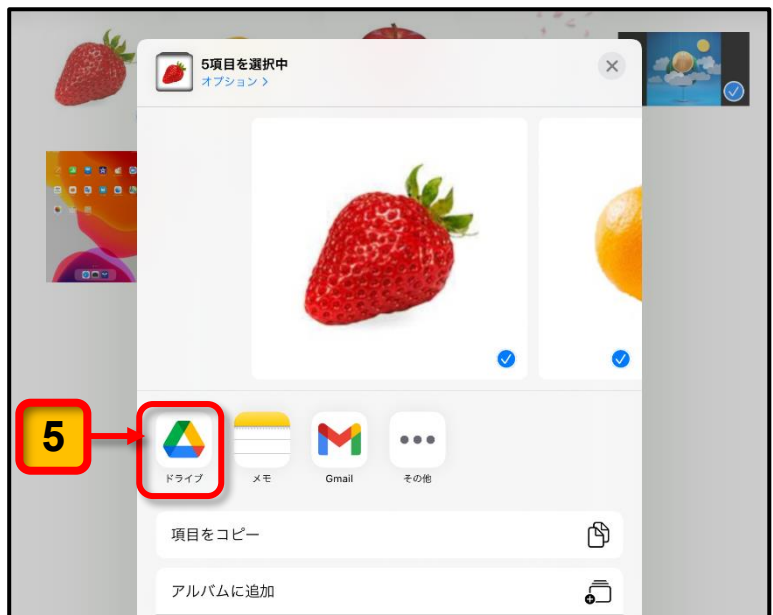 5項目を選択中
オプション >
5
ドライブ
メモ
Gmail
その他
項目をコピー
アルバムに追加